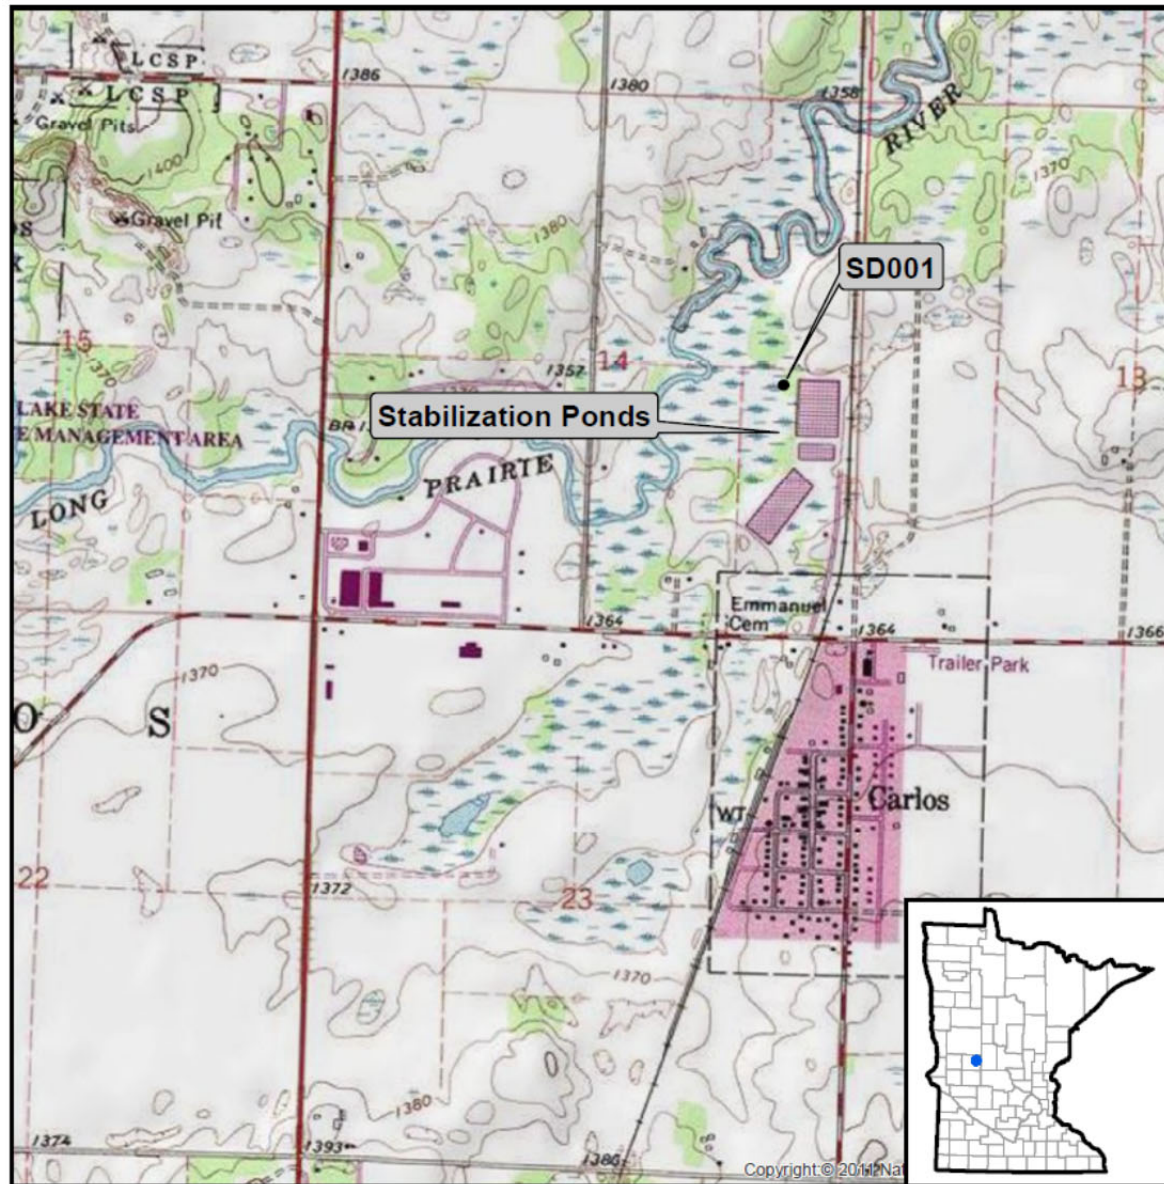 LCSP
LCSP
Gravel Pits
1400
Gravel Pit
1386
1380
1358
RIVER
1370
1380
SD001
15
1370
14
1357
13
LAKE STATE
E MANAGEMENT AREA
Stabilization Ponds
LONG
PRAIRIE
Emmanuel
Cem
1364
1364
1366
Trailer Park
1370
O S
Carlos
WT
22
1372
23
1370
1380
1374
1393
1386
Copyright:© 2011 Nat